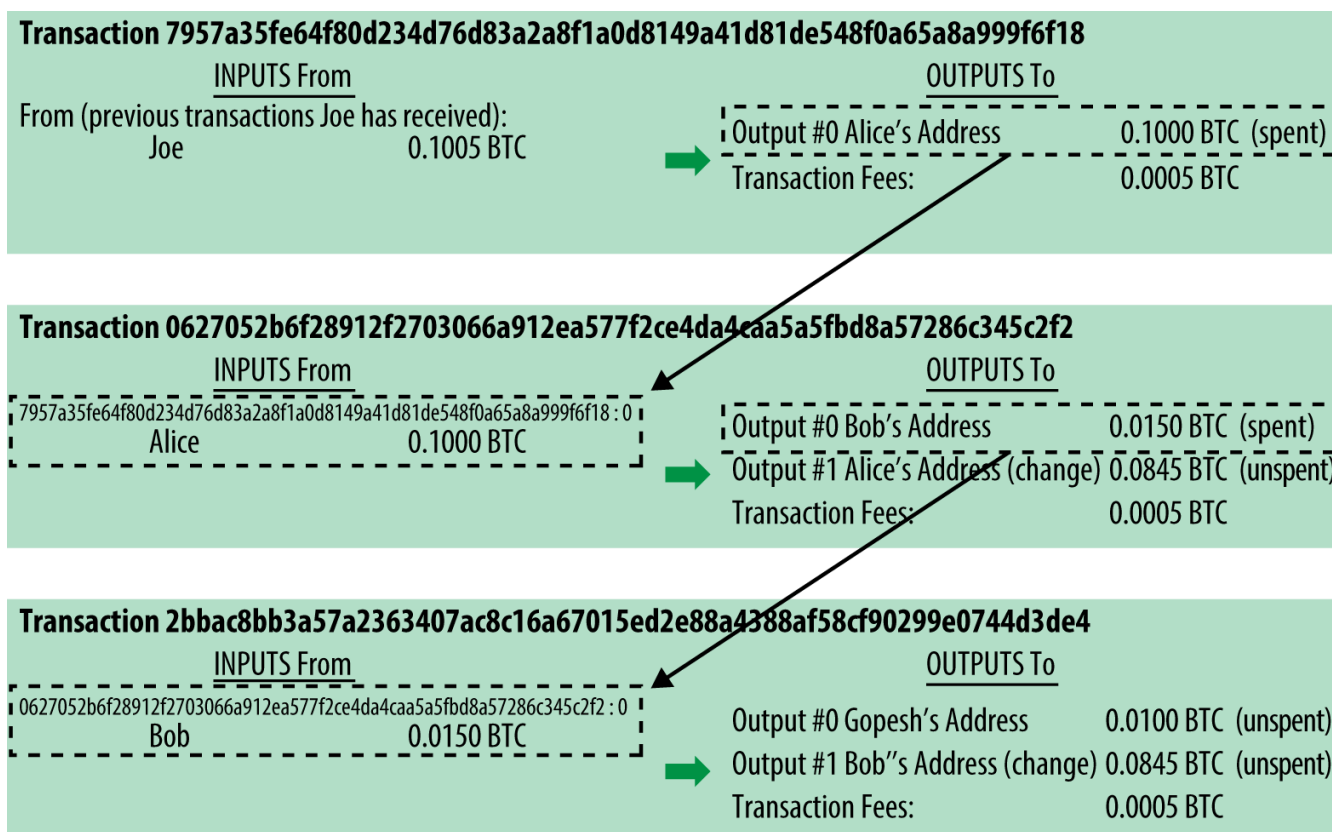 Transaction 7957a35fe64f80d234d76d83a2a8f1a0d8149a41d81de548f0a65a8a999f6f18
INPUTS From
OUTPUTS To
From (previous transactions Joe has received):
Joe 0.1005 BTC
Output #0 Alice’s Address 0.1000 BTC (spent)
Transaction Fees: 0.0005 BTC
Transaction 0627052b6f28912f2703066a912ea577f2ce4da4caa5a5fbd8a57286c345c2f2
INPUTS From
OUTPUTS To
7957a35fe64f80d234d76d83a2a8f1a0d8149a41d81de548f0a65a8a999f6f18 : 0
Alice 0.1000 BTC
Output #0 Bob’s Address 0.0150 BTC (spent)
Output #1 Alice’s Address (change) 0.0845 BTC (unspent)
Transaction Fees: 0.0005 BTC
Transaction 2bbac8bb3a57a2363407ac8c16a67015ed2e88a4388af58cf90299e0744d3de4
INPUTS From
OUTPUTS To
0627052b6f28912f2703066a912ea577f2ce4da4caa5a5fbd8a57286c345c2f2 : 0
Bob 0.0150 BTC
Output #0 Gopesh’s Address 0.0100 BTC (unspent)
Output #1 Bob’’s Address (change) 0.0845 BTC (unspent)
Transaction Fees: 0.0005 BTC